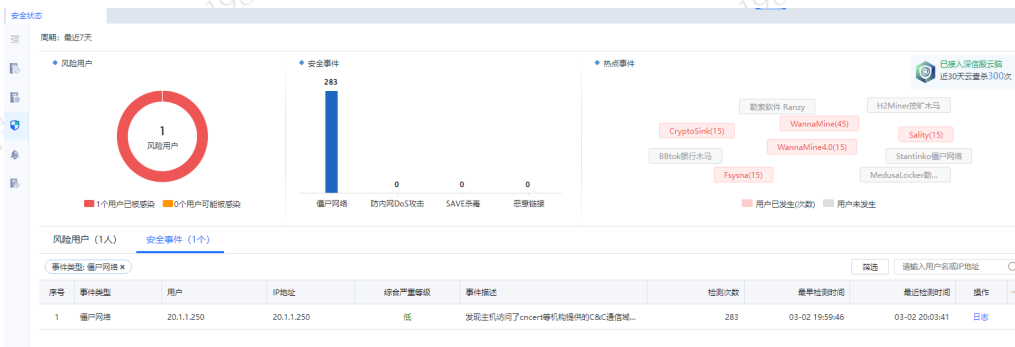 安全状态
周期：最近7天
风险用户
1
风险用户
1个用户已被感染 0个用户可能被感染
安全事件
283
0 0 0
僵尸网络 防内网DoS攻击 SAVE杀毒 恶意链接
热点事件
已接入深信服云脑
近30天云查杀300次
勒索软件 Ranzy H2Miner挖矿木马
CryptoSink(15) WannaMine(45) Sality(15)
BBtok银行木马 WannaMine4.0(15) Stantinko僵尸网络
Fsysna(15) MedusaLocker勒...
用户已发生(次数) 用户未发生
风险用户（1人） 安全事件（1个）
事件类型: 僵尸网络 × 筛选 请输入用户名或IP地址
序号 事件类型 用户 IP地址 综合严重等级 事件描述 检测次数 最早检测时间 最近检测时间 操作
1 僵尸网络 20.1.1.250 20.1.1.250 低 发现主机访问了cncert等机构提供的C&C通信域... 283 03-02 19:59:46 03-02 20:03:41 日志